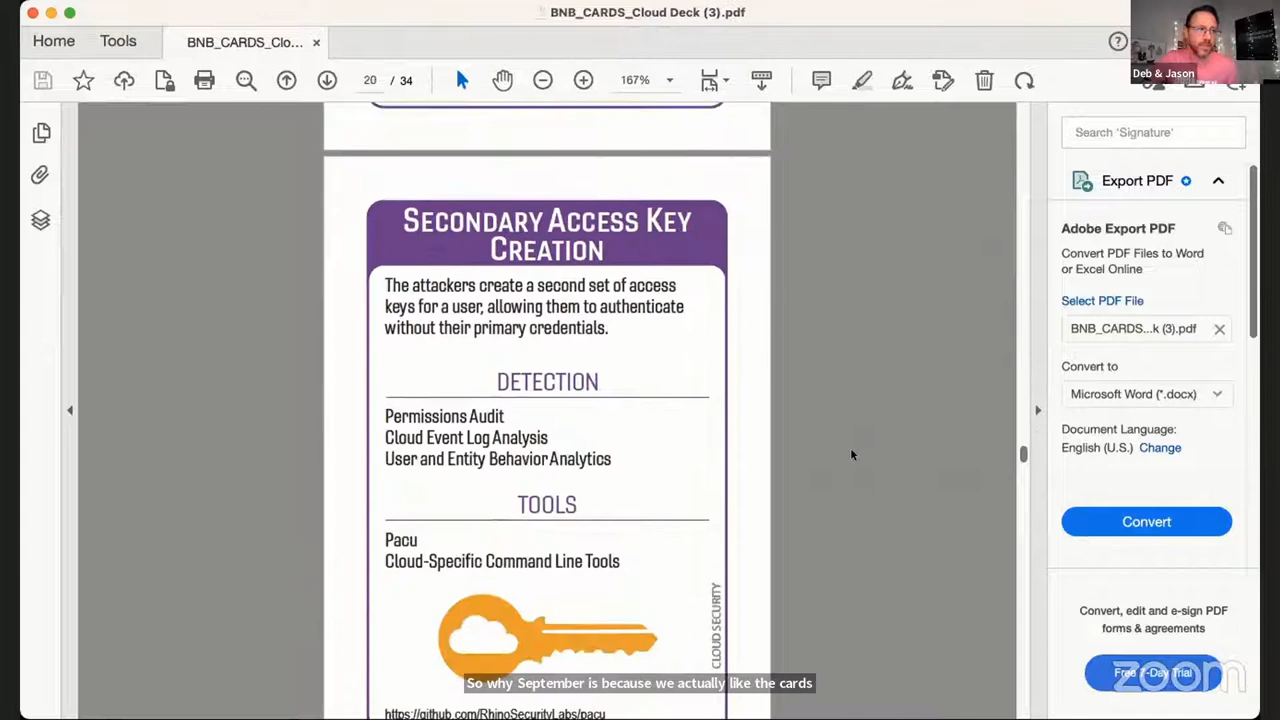 BNB_CARDS_Cloud Deck (3).pdf
Home
Tools
BNB_CARDS_Clo...
20 / 34
167%
Deb & Jason
Search 'Signature'
Export PDF
Adobe Export PDF
Convert PDF Files to Word
or Excel Online
Select PDF File
BNB_CARDS...k (3).pdf
Convert to
Microsoft Word (*.docx)
Document Language:
English (U.S.) Change
Convert
Convert, edit and e-sign PDF
forms & agreements
Free 7-Day Trial
zoom
SECONDARY ACCESS KEY
CREATION
The attackers create a second set of access
keys for a user, allowing them to authenticate
without their primary credentials.
DETECTION
Permissions Audit
Cloud Event Log Analysis
User and Entity Behavior Analytics
TOOLS
Pacu
Cloud-Specific Command Line Tools
CLOUD SECURITY
So why September is because we actually like the cards
https://github.com/RhinoSecurityLabs/pacu